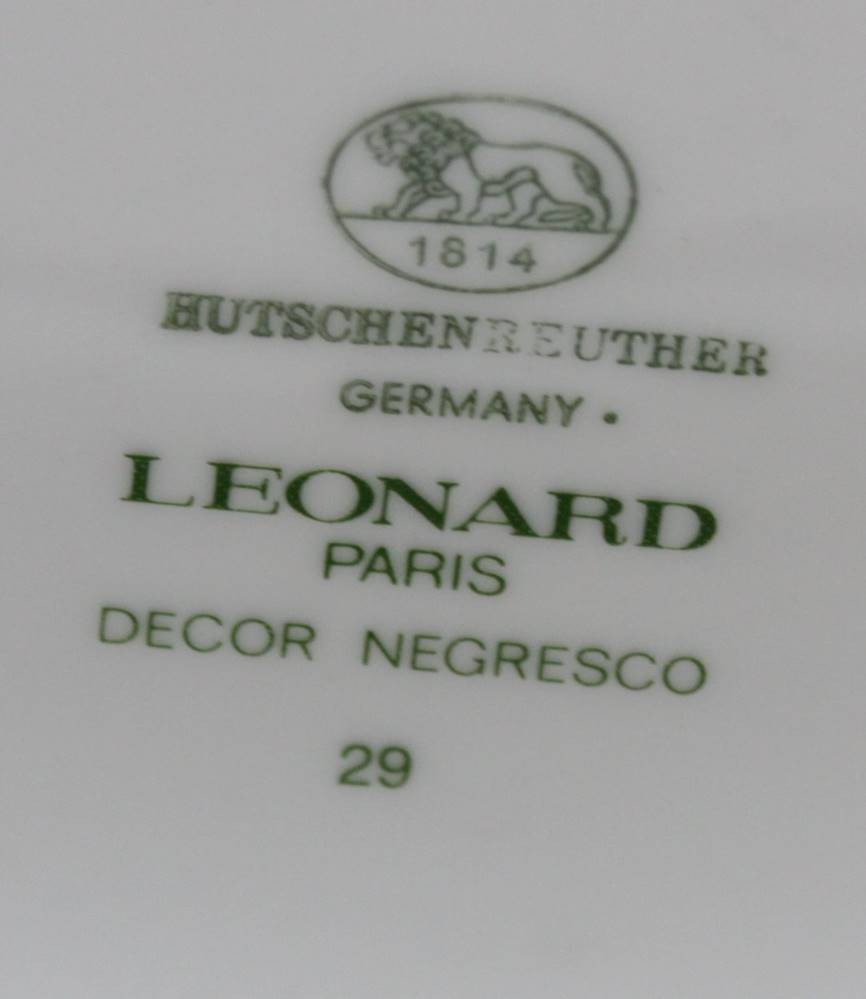 1814
HUTSCHENREUTHER
GERMANY •
LEONARD
PARIS
DECOR NEGRESCO
29